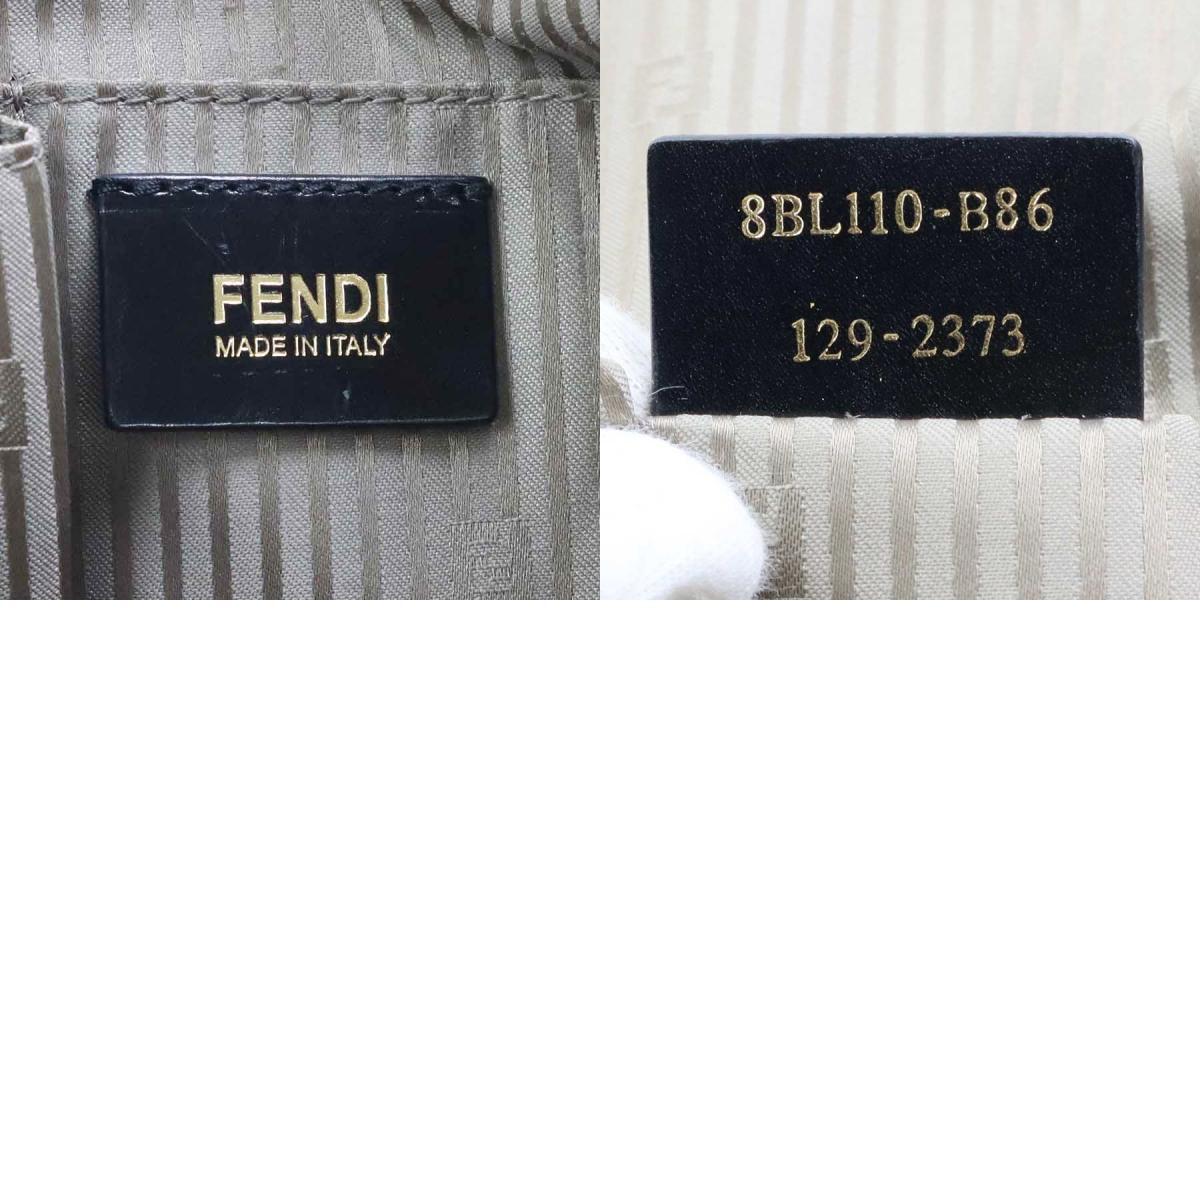 FENDI
MADE IN ITALY
8BL110-B86
129-2373